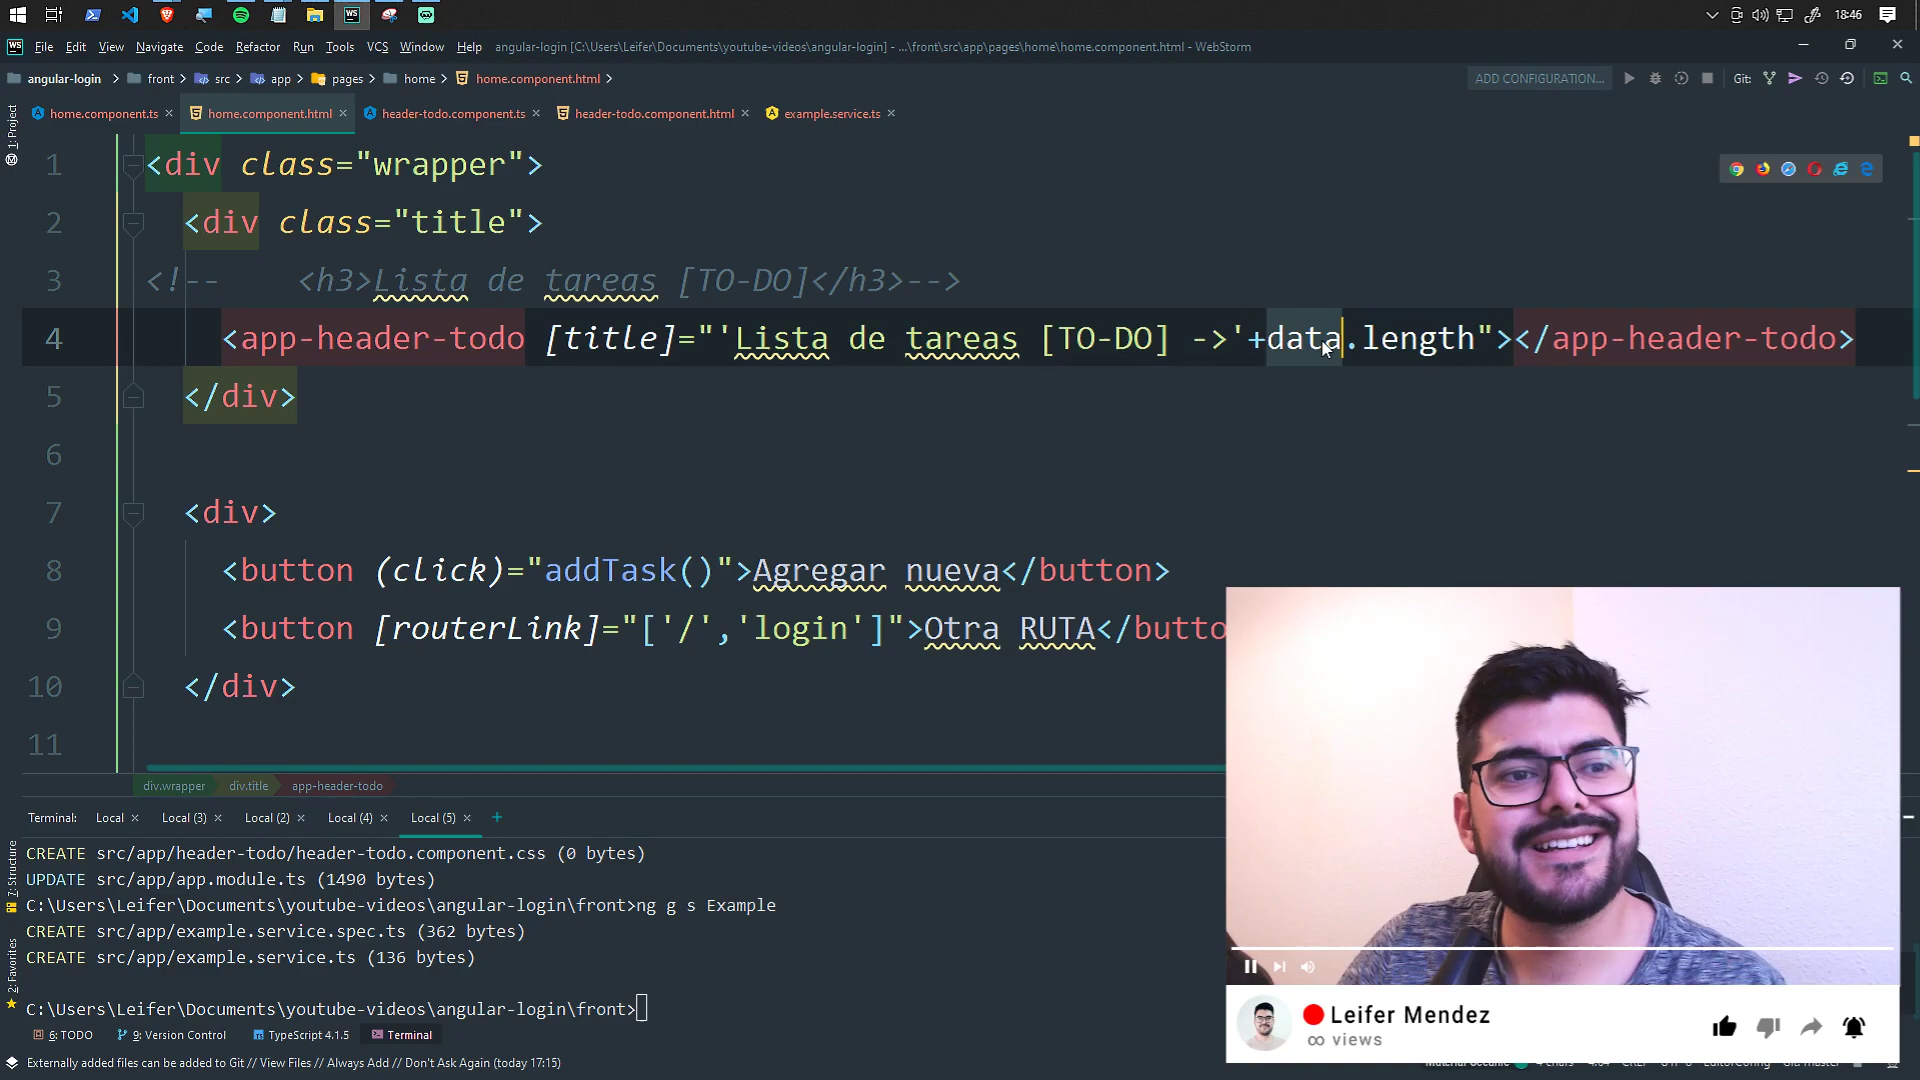 18:46
File Edit View Navigate Code Refactor Run Tools VCS Window Help angular-login [C:\Users\Leifer\Documents\youtube-videos\angular-login] - ...\front\src\app\pages\home\home.component.html - WebStorm
angular-login front src app pages home home.component.html ADD CONFIGURATION... Git:
home.component.ts home.component.html header-todo.component.ts header-todo.component.html example.service.ts
1: Project
1 <div class="wrapper">
2 <div class="title">
3 <!-- <h3>Lista de tareas [TO-DO]</h3>-->
4 <app-header-todo [title]="'Lista de tareas [TO-DO] ->'+data.length"></app-header-todo>
5 </div>
6
7 <div>
8 <button (click)="addTask()">Agregar nueva</button>
9 <button [routerLink]="['/','login']">Otra RUTA</butto
10 </div>
11
div.wrapper div.title app-header-todo
Terminal: Local Local (3) Local (2) Local (4) Local (5) +
7: Structure
2: Favorites
CREATE src/app/header-todo/header-todo.component.css (0 bytes)
UPDATE src/app/app.module.ts (1490 bytes)
C:\Users\Leifer\Documents\youtube-videos\angular-login\front>ng g s Example
CREATE src/app/example.service.spec.ts (362 bytes)
CREATE src/app/example.service.ts (136 bytes)
C:\Users\Leifer\Documents\youtube-videos\angular-login\front>
6: TODO 9: Version Control TypeScript 4.1.5 Terminal
Externally added files can be added to Git // View Files // Always Add // Don't Ask Again (today 17:15)
Leifer Mendez
∞ views